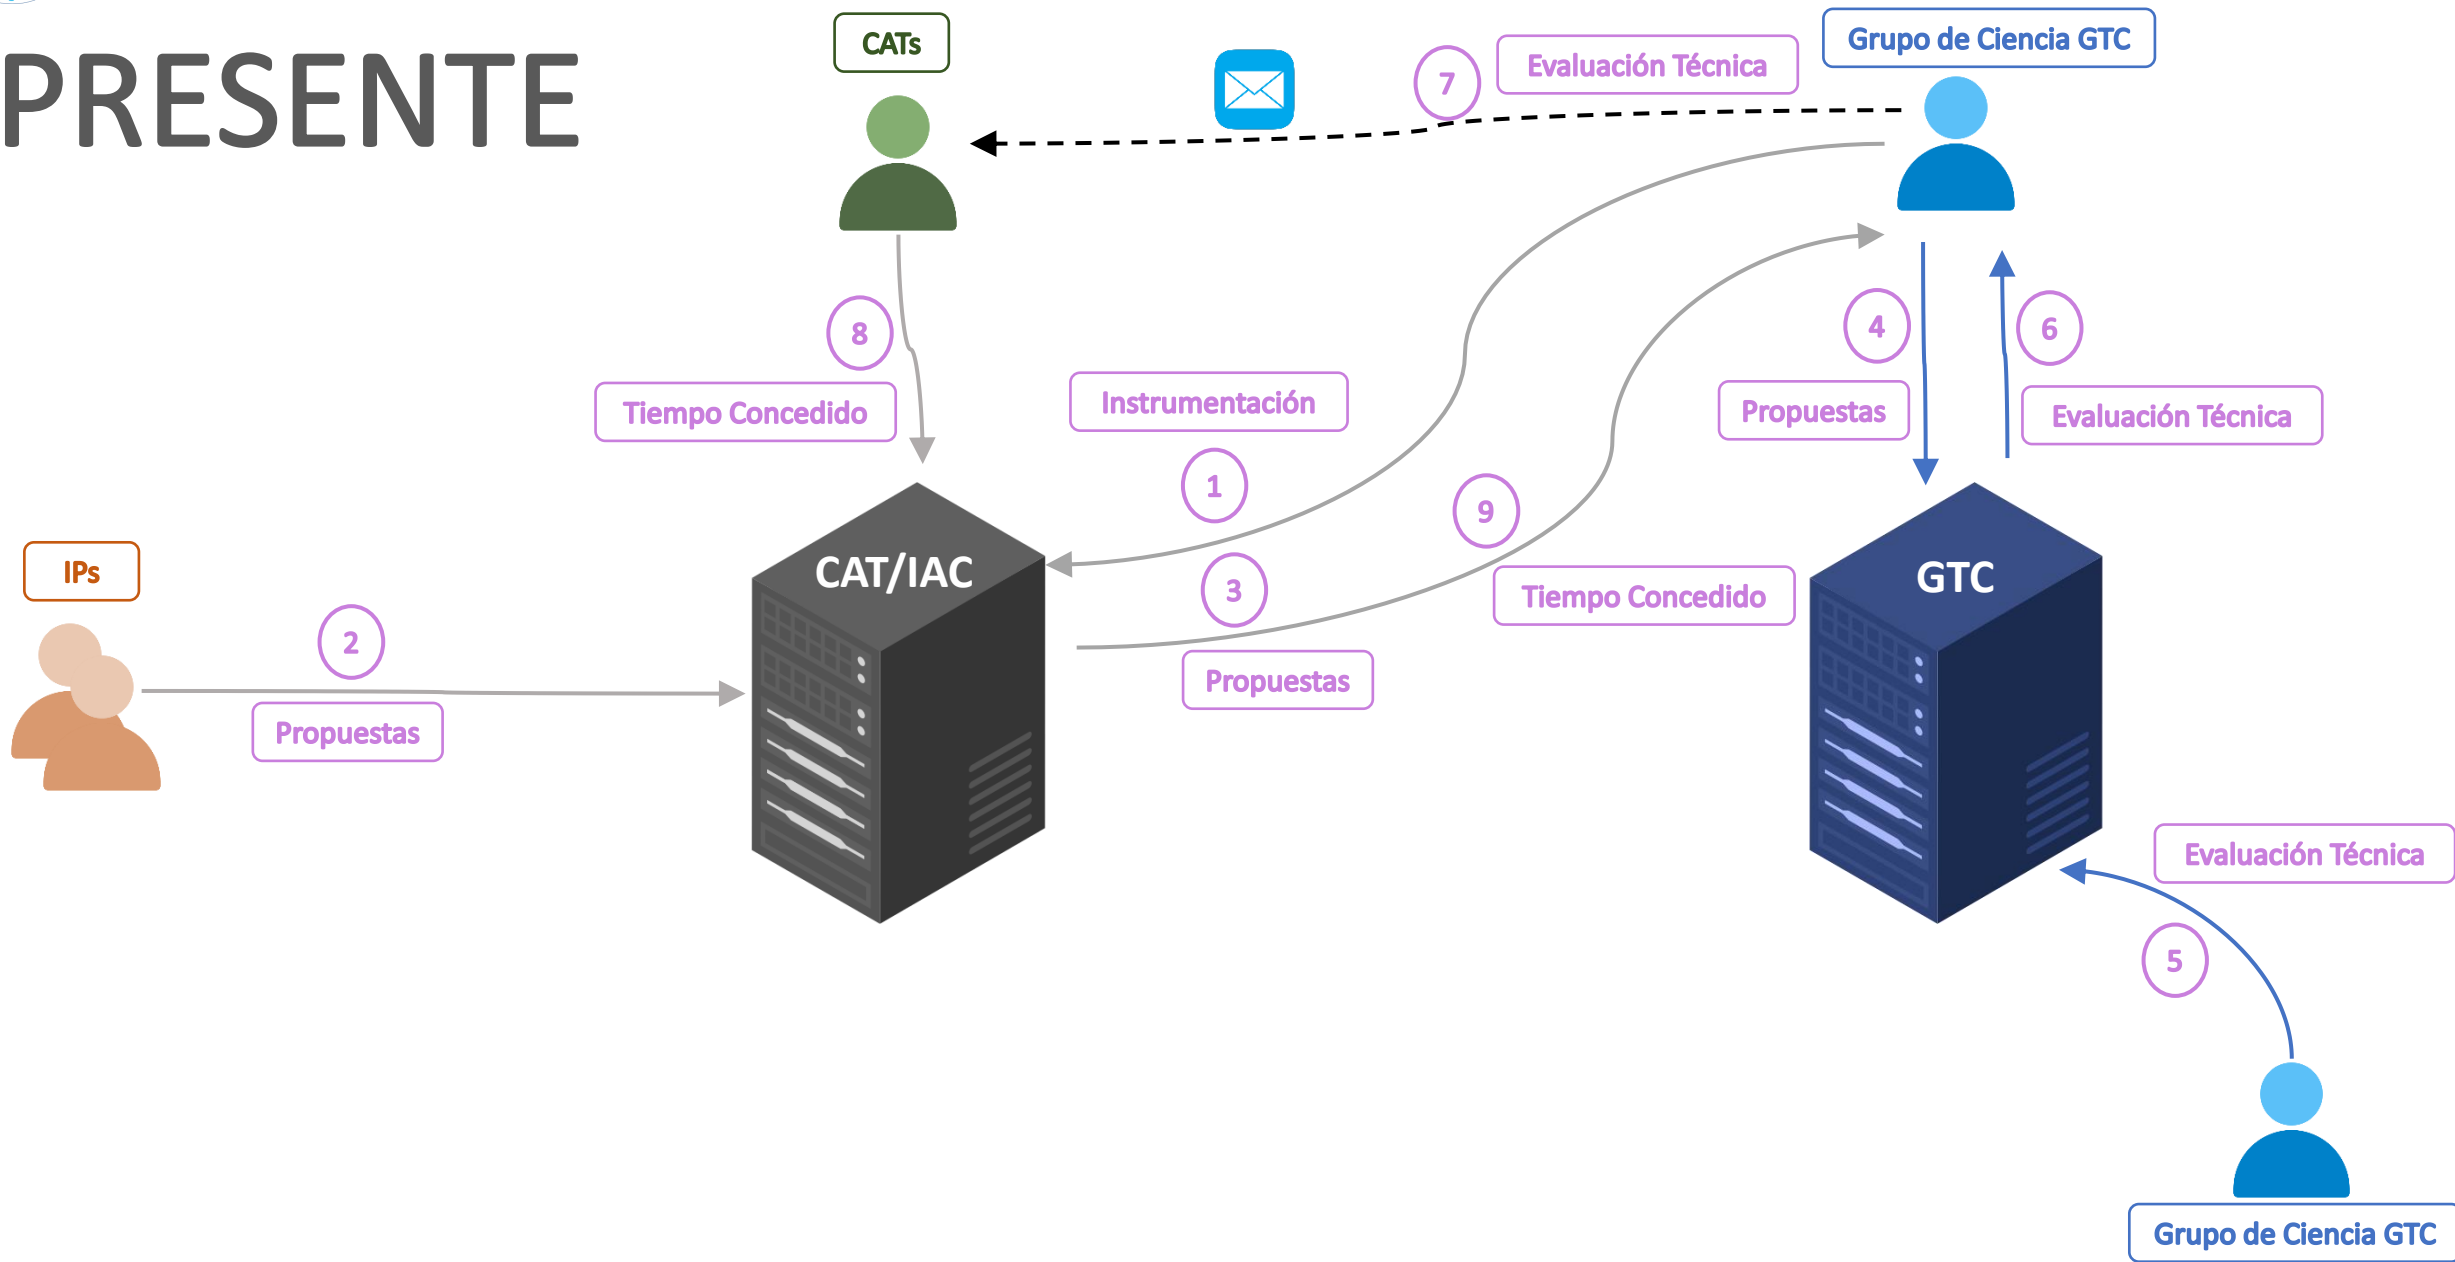 PRESENTE
CATs
7
Evaluación Técnica
Grupo de Ciencia GTC
8
Tiempo Concedido
Instrumentación
1
4
Propuestas
6
Evaluación Técnica
IPs
2
Propuestas
CAT/IAC
3
Propuestas
9
Tiempo Concedido
GTC
Evaluación Técnica
5
Grupo de Ciencia GTC